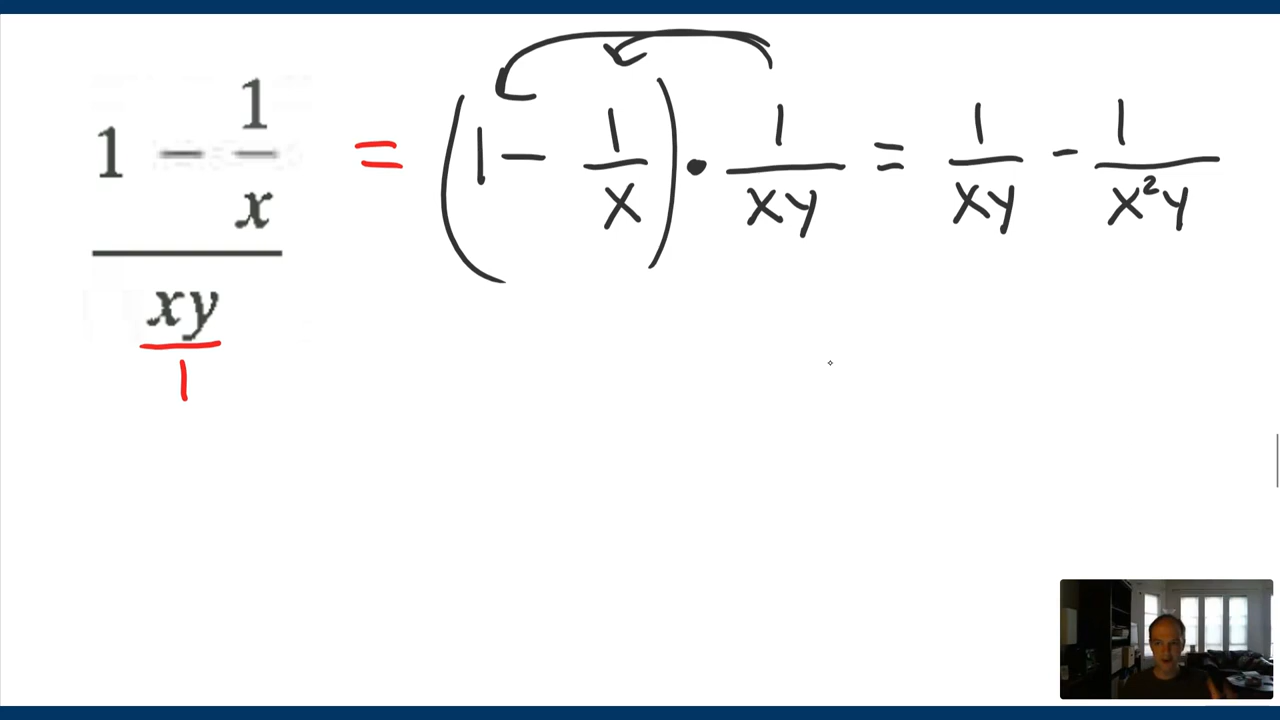 (1 - 1/x)/(xy/1) = (1 - 1/x) • 1/xy = 1/xy - 1/x²y